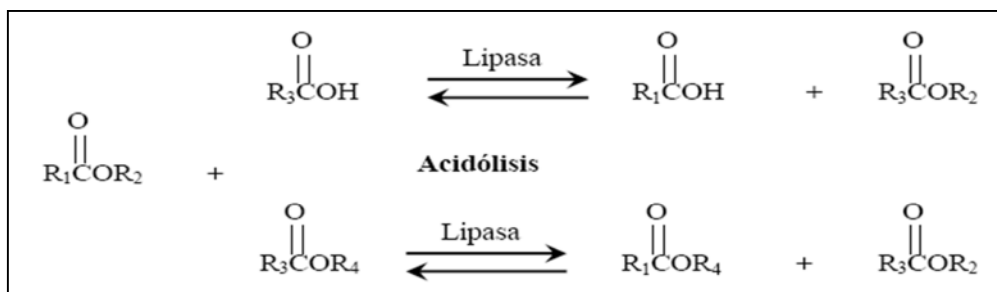 O O O
Lipasa
R₃COH R₁COH + R₃COR₂
O
R₁COR₂ + Acidólisis
O O O
Lipasa
R₃COR₄ R₁COR₄ + R₃COR₂